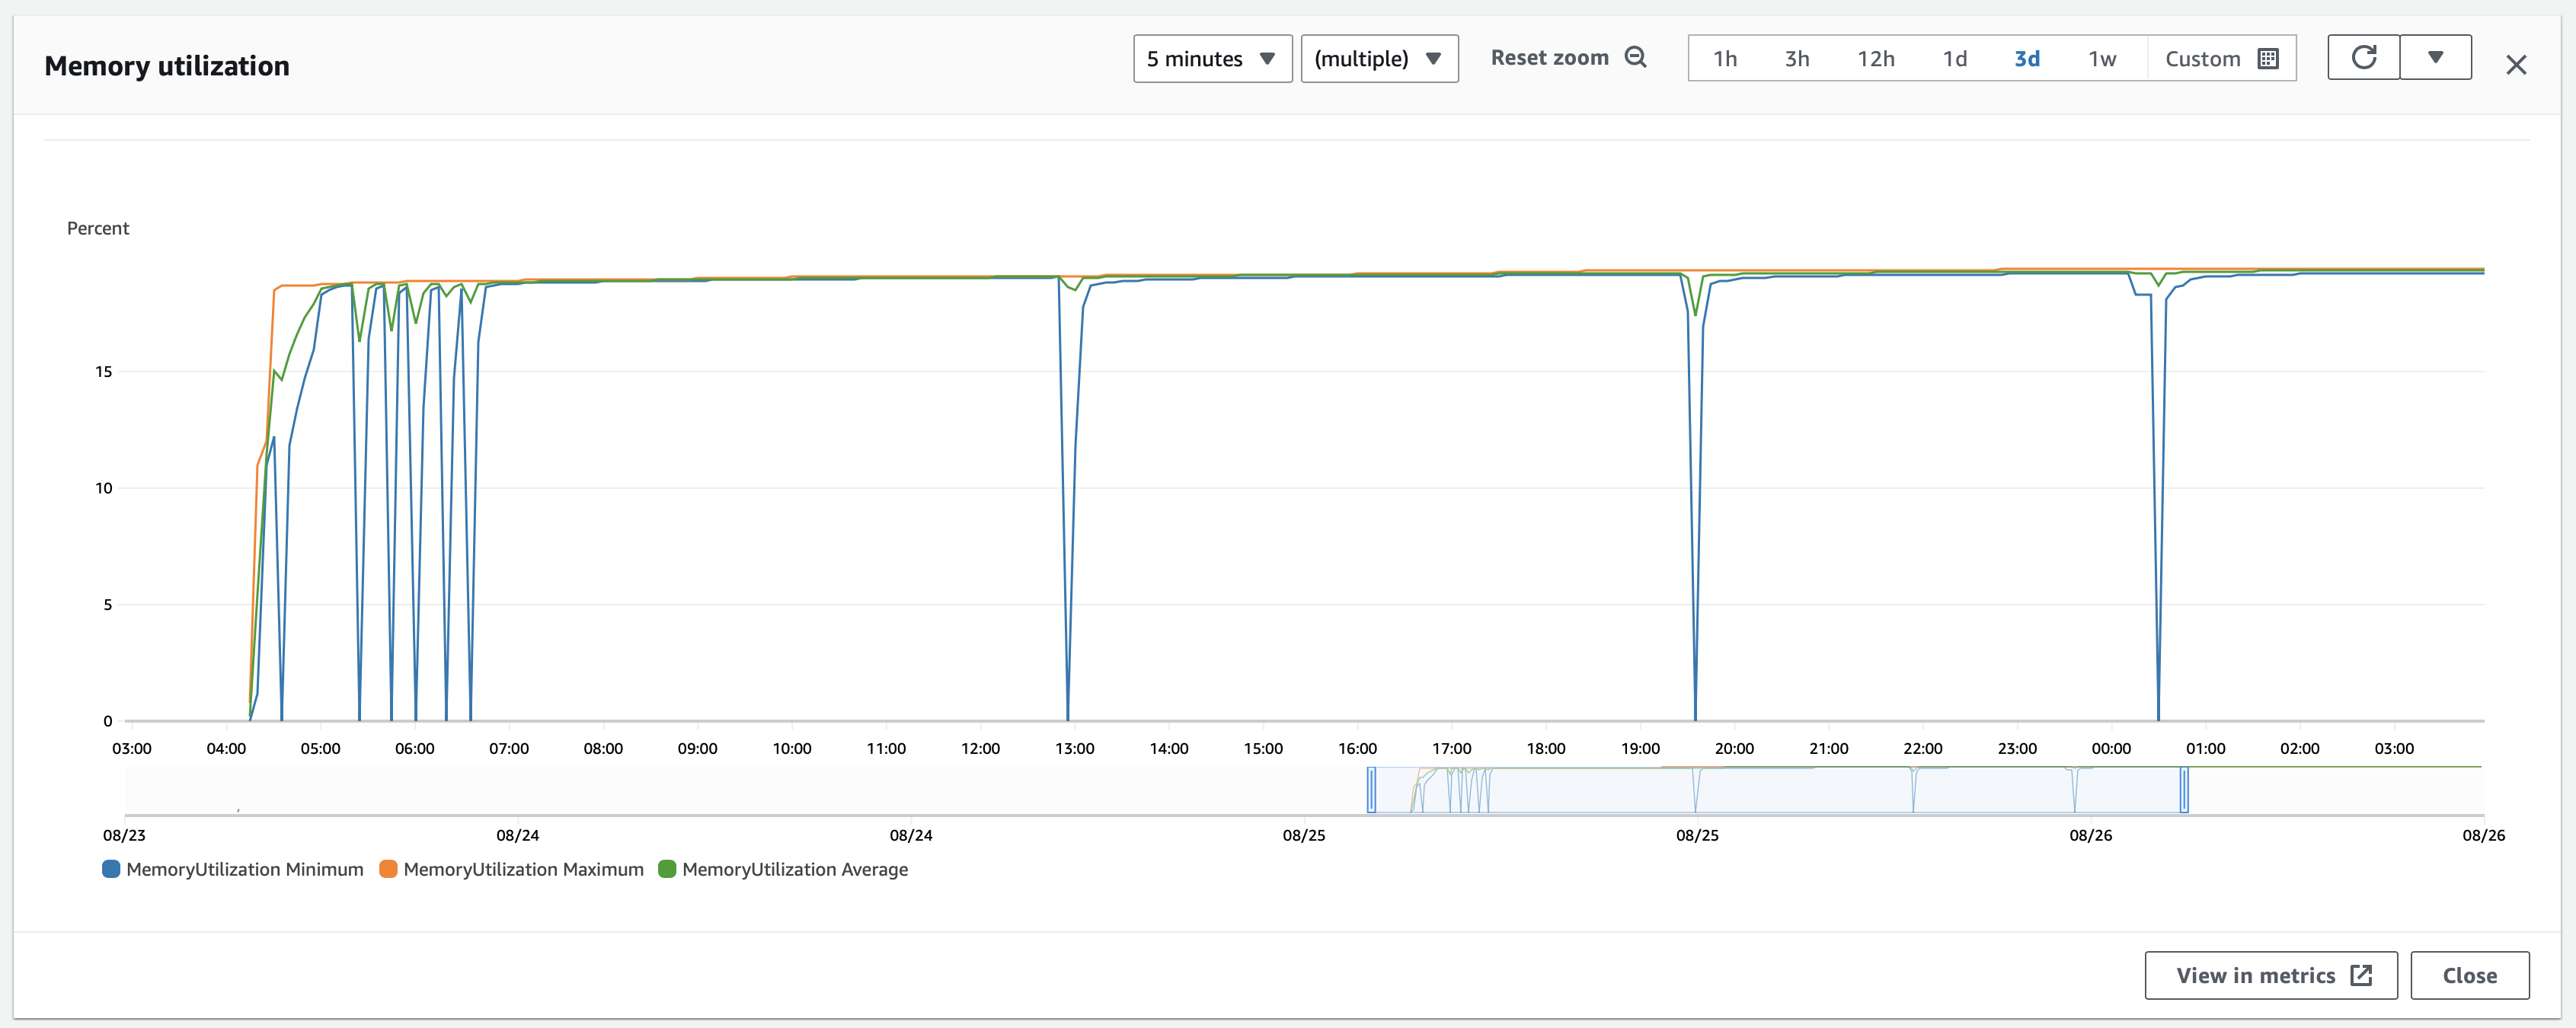 Memory utilization
5 minutes
(multiple)
Reset zoom
1h 3h 12h 1d 3d 1w Custom
Percent
15
10
5
0
03:00 04:00 05:00 06:00 07:00 08:00 09:00 10:00 11:00 12:00 13:00 14:00 15:00 16:00 17:00 18:00 19:00 20:00 21:00 22:00 23:00 00:00 01:00 02:00 03:00
08/23 08/24 08/24 08/25 08/25 08/26 08/26
MemoryUtilization Minimum MemoryUtilization Maximum MemoryUtilization Average
View in metrics
Close